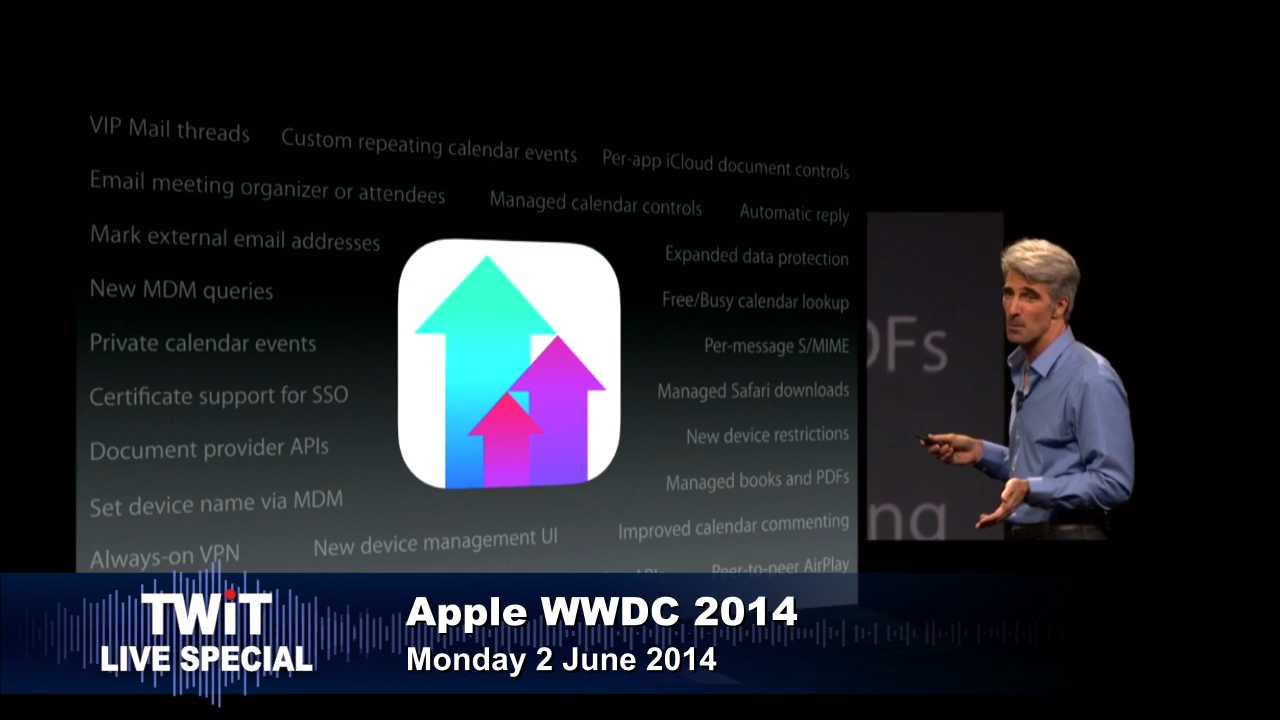 VIP Mail threads
Custom repeating calendar events
Per-app iCloud document controls
Email meeting organizer or attendees
Managed calendar controls
Automatic reply
Mark external email addresses
Expanded data protection
New MDM queries
Free/Busy calendar lookup
Private calendar events
Per-message S/MIME
Certificate support for SSO
Managed Safari downloads
Document provider APIs
New device restrictions
Set device name via MDM
Managed books and PDFs
Always-on VPN
New device management UI
Improved calendar commenting
Peer-to-peer AirPlay
DFs
ng
TWiT
LIVE SPECIAL
Apple WWDC 2014
Monday 2 June 2014